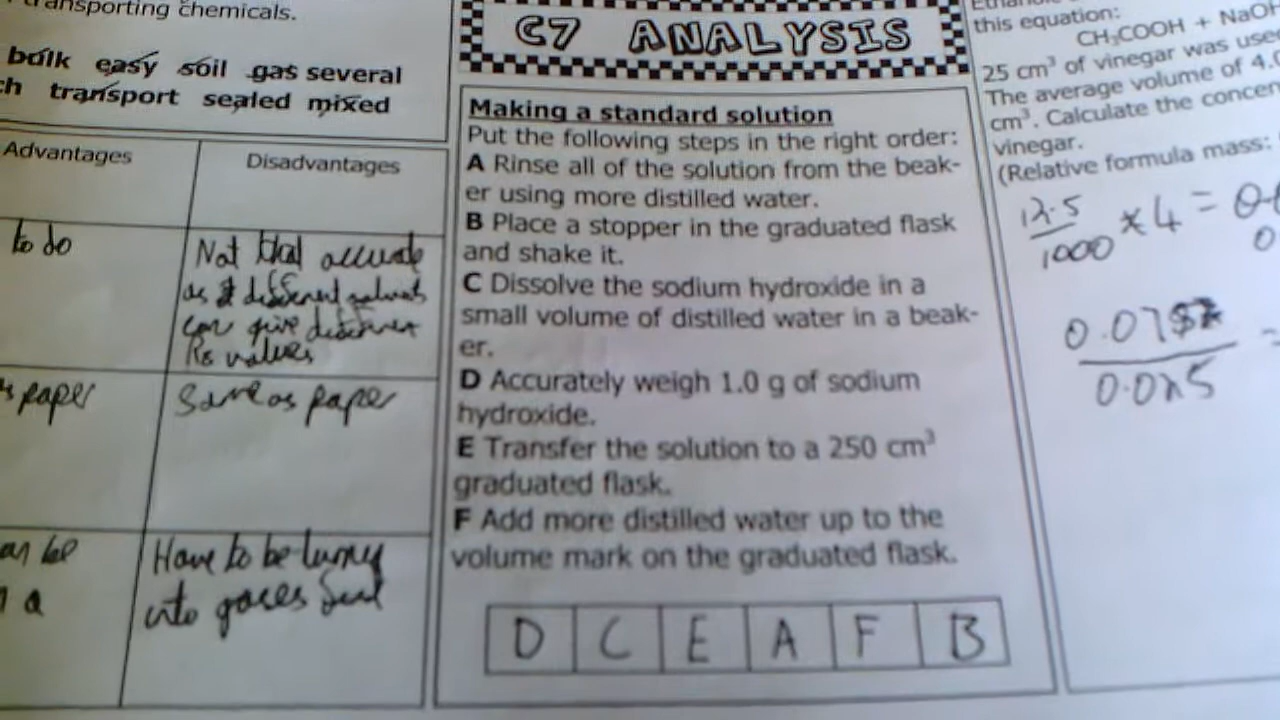 transporting chemicals.
bulk easy soil gas several
transport sealed mixed
Advantages
Disadvantages
to do
Not that accurate
as different solvents
can give different
Rf values
paper
Same as paper
be
a
Have to be turned
into gases first
C7 ANALYSIS
Making a standard solution
Put the following steps in the right order:
A Rinse all of the solution from the beak-
er using more distilled water.
B Place a stopper in the graduated flask
and shake it.
C Dissolve the sodium hydroxide in a
small volume of distilled water in a beak-
er.
D Accurately weigh 1.0 g of sodium
hydroxide.
E Transfer the solution to a 250 cm³
graduated flask.
F Add more distilled water up to the
volume mark on the graduated flask.
D C E A F B
this equation:
CH₃COOH + NaOH
25 cm³ of vinegar was used
The average volume of 4.0
cm³. Calculate the concen
vinegar.
(Relative formula mass:
12.5
1000
× 4 =
0.025